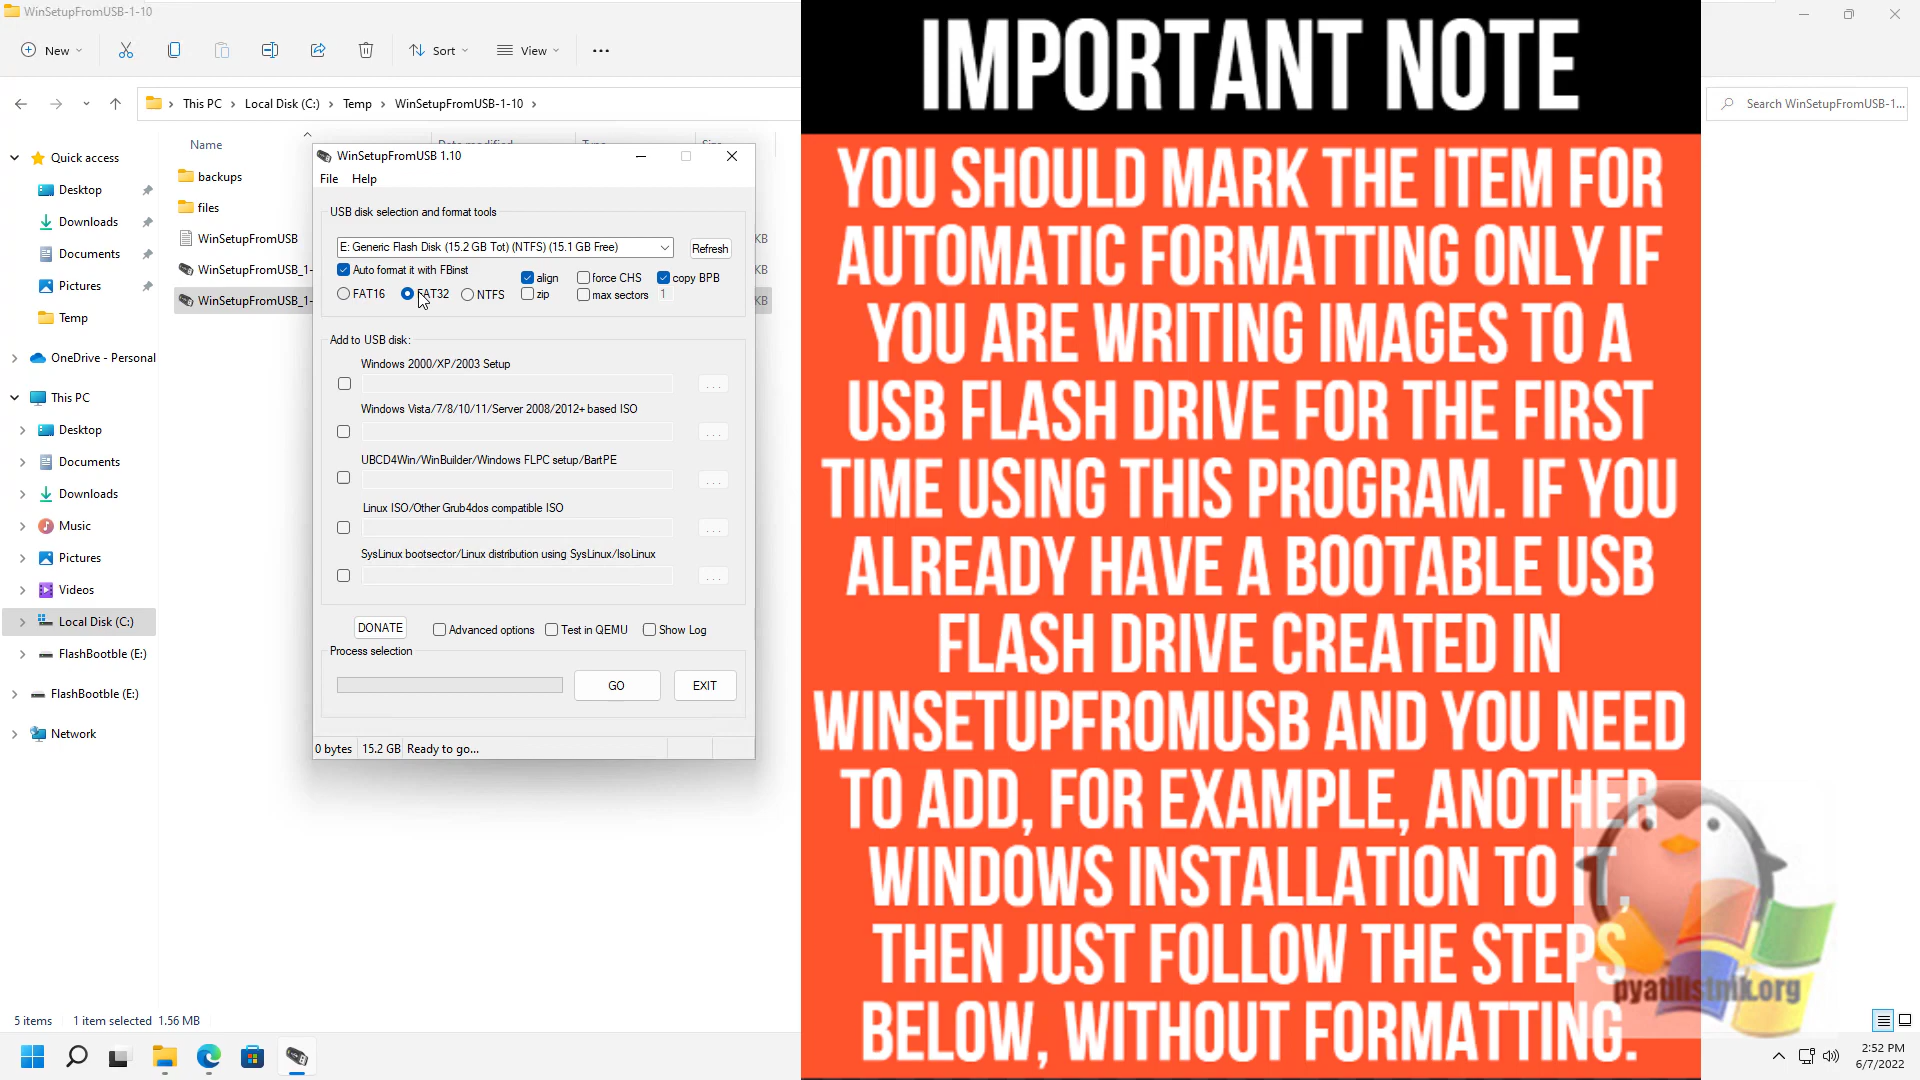 WinSetupFromUSB-1-10
New
Sort
View
This PC
Local Disk (C:)
Temp
WinSetupFromUSB-1-10
Search WinSetupFromUSB-1...
Quick access
Desktop
Downloads
Documents
Pictures
Temp
OneDrive - Personal
This PC
Desktop
Documents
Downloads
Music
Pictures
Videos
Local Disk (C:)
FlashBootble (E:)
FlashBootble (E:)
Network
Name
backups
files
WinSetupFromUSB
KB
WinSetupFromUSB_1-
KB
WinSetupFromUSB_1-
KB
WinSetupFromUSB 1.10
File Help
USB disk selection and format tools
E: Generic Flash Disk (15.2 GB Tot) (NTFS) (15.1 GB Free)
Refresh
Auto format it with FBinst
align
force CHS
copy BPB
FAT16
FAT32
NTFS
zip
max sectors
1
Add to USB disk:
Windows 2000/XP/2003 Setup
...
Windows Vista/7/8/10/11/Server 2008/2012+ based ISO
...
UBCD4Win/WinBuilder/Windows FLPC setup/BartPE
...
Linux ISO/Other Grub4dos compatible ISO
...
SysLinux bootsector/Linux distribution using SysLinux/IsoLinux
...
DONATE
Advanced options
Test in QEMU
Show Log
Process selection
GO
EXIT
0 bytes
15.2 GB
Ready to go...
IMPORTANT NOTE
YOU SHOULD MARK THE ITEM FOR
AUTOMATIC FORMATTING ONLY IF
YOU ARE WRITING IMAGES TO A
USB FLASH DRIVE FOR THE FIRST
TIME USING THIS PROGRAM. IF YOU
ALREADY HAVE A BOOTABLE USB
FLASH DRIVE CREATED IN
WINSETUPFROMUSB AND YOU NEED
TO ADD, FOR EXAMPLE, ANOTHER
WINDOWS INSTALLATION TO IT,
THEN JUST FOLLOW THE STEPS
BELOW, WITHOUT FORMATTING.
pyatilistnik.org
5 items
1 item selected 1.56 MB
2:52 PM
6/7/2022